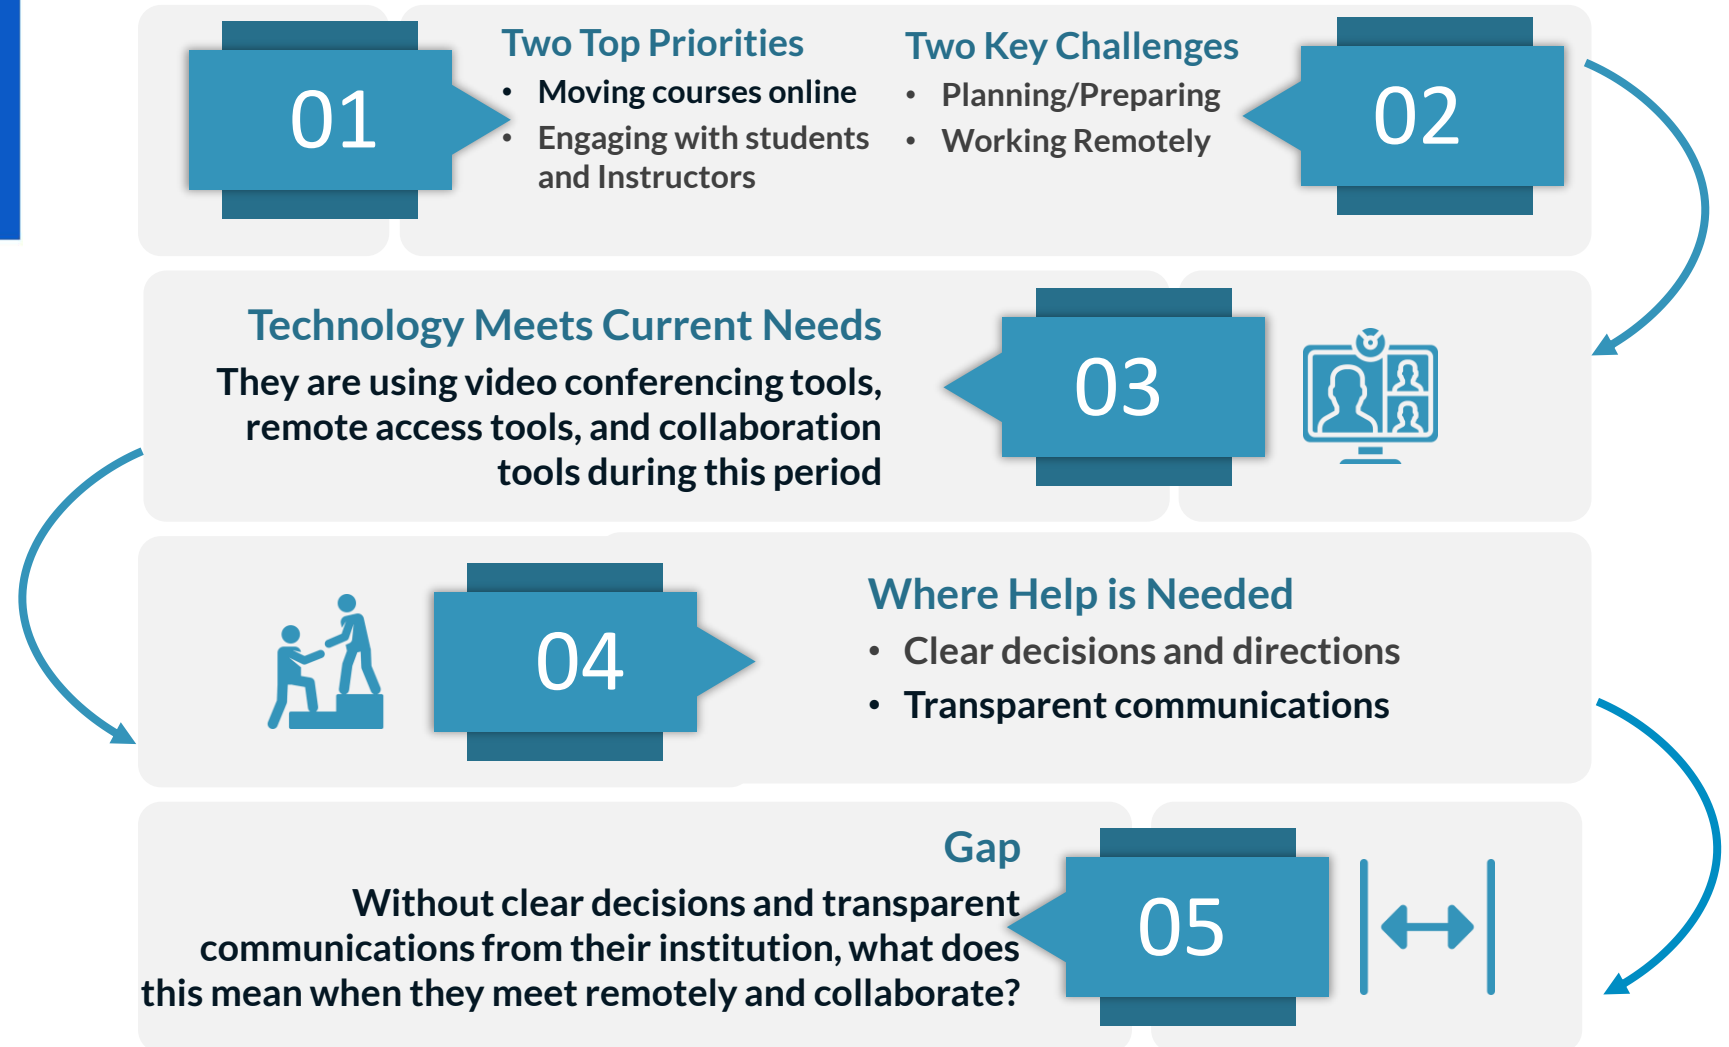 01
Two Top Priorities
• Moving courses online
• Engaging with students
and Instructors
Two Key Challenges
• Planning/Preparing
• Working Remotely
02
Technology Meets Current Needs
They are using video conferencing tools,
remote access tools, and collaboration
tools during this period
03
04
Where Help is Needed
• Clear decisions and directions
• Transparent communications
Gap
Without clear decisions and transparent
communications from their institution, what does
this mean when they meet remotely and collaborate?
05